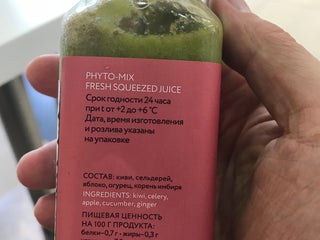 PHYTO-MIX
FRESH SQUEEZED JUICE
Срок годности 24 часа
при t от +2 до +6 °C
Дата, время изготовления
и розлива указаны
на упаковке
СОСТАВ: киви, сельдерей,
яблоко, огурец, корень имбиря
INGREDIENTS: kiwi, celery,
apple, cucumber, ginger
ПИЩЕВАЯ ЦЕННОСТЬ
НА 100 Г ПРОДУКТА:
белки–0,7 г • жиры–0,3 г